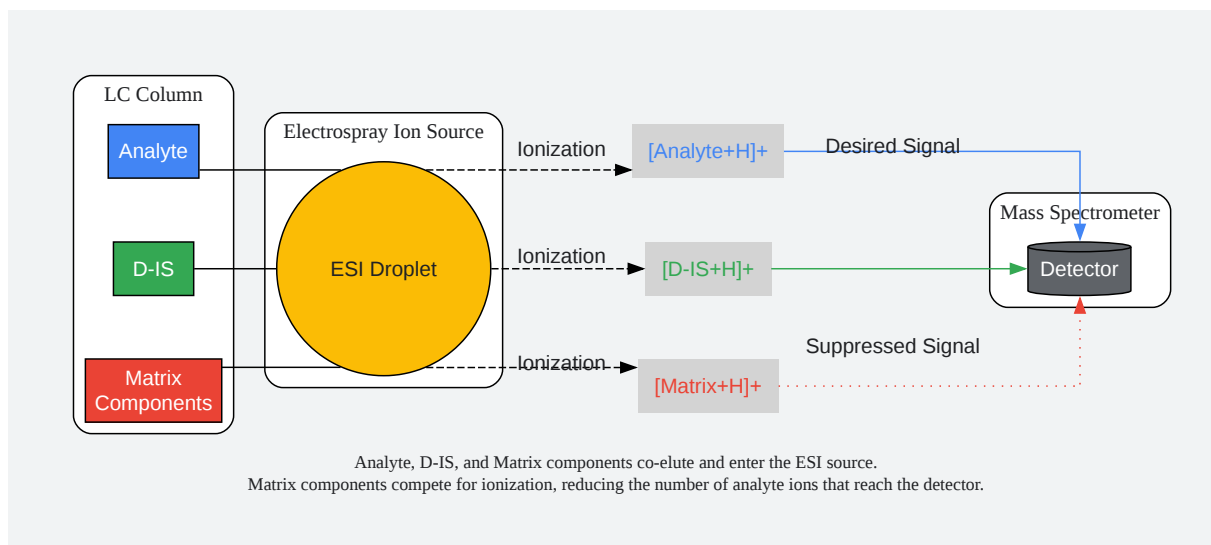 LC Column
Analyte
D-IS
Matrix
Components
Electrospray Ion Source
ESI Droplet
Ionization
Ionization
Ionization
[Analyte+H]+
[D-IS+H]+
[Matrix+H]+
Desired Signal
Suppressed Signal
Mass Spectrometer
Detector
Analyte, D-IS, and Matrix components co-elute and enter the ESI source.
Matrix components compete for ionization, reducing the number of analyte ions that reach the detector.